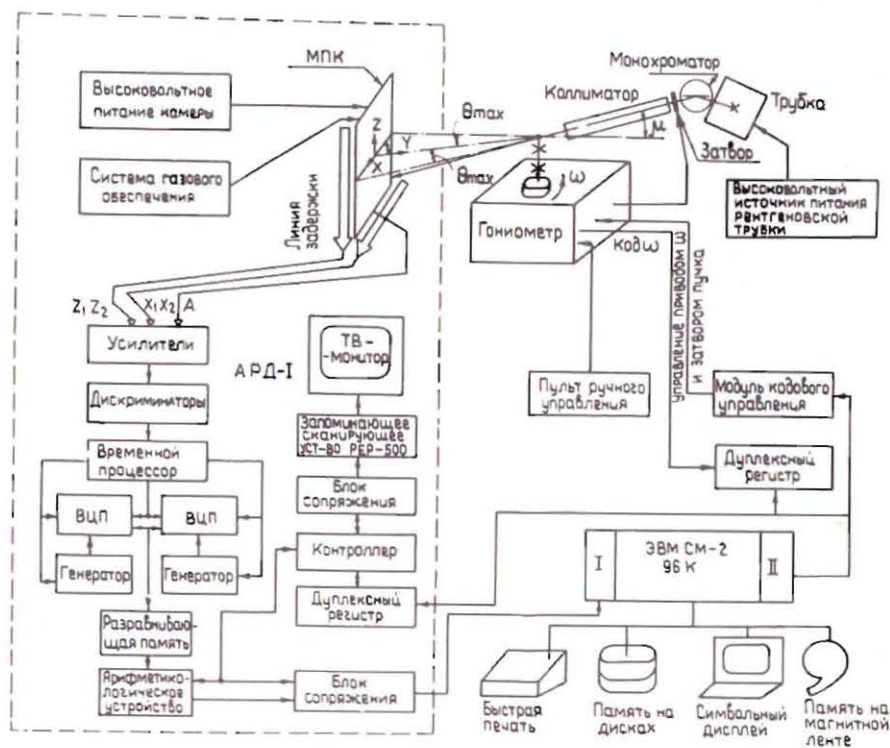 МПК
Высоковольтное
питание камеры
Система газового
обеспечения
Линия
задержки
Z
Y
X
θmax
θmax
Монохроматор
Коллиматор
Трубка
μ
Затвор
Высоковольтный
источник питания
рентгеновской
трубки
ω
Гониометр
Код ω
управление приводом ω
и затвором пучка
Z₁ Z₂
X₁ X₂ A
Усилители
АРД-I
ТВ-
-монитор
Дискриминаторы
Запоминающее
сканирующее
уст-во РЕР-500
Пульт ручного
управления
Модуль кодового
управления
Временной
процессор
Дуплексный
регистр
Блок
сопряжения
ВЦП
ВЦП
Контроллер
I
ЭВМ СМ-2
96 К
II
Генератор
Генератор
Дуплексный
регистр
Разравниваю-
щая память
Арифметико-
логическое
устройство
Блок
сопряжения
Быстрая
печать
Память на
дисках
Символьный
дисплей
Память на
магнитной
ленте